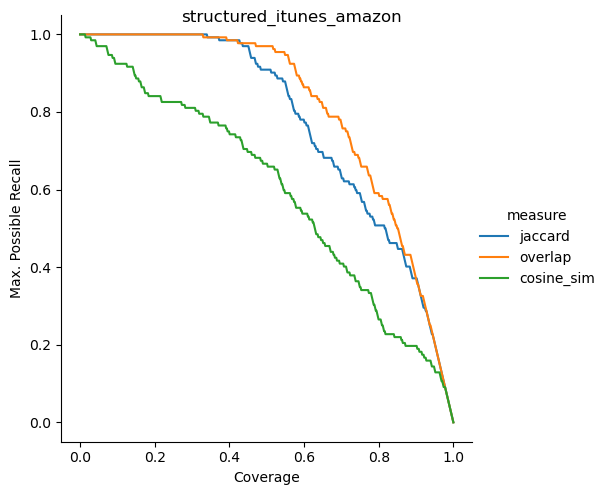 structured_itunes_amazon
1.0
0.8
0.6
0.4
0.2
0.0
Max. Possible Recall
0.0 0.2 0.4 0.6 0.8 1.0
Coverage
measure
jaccard
overlap
cosine_sim